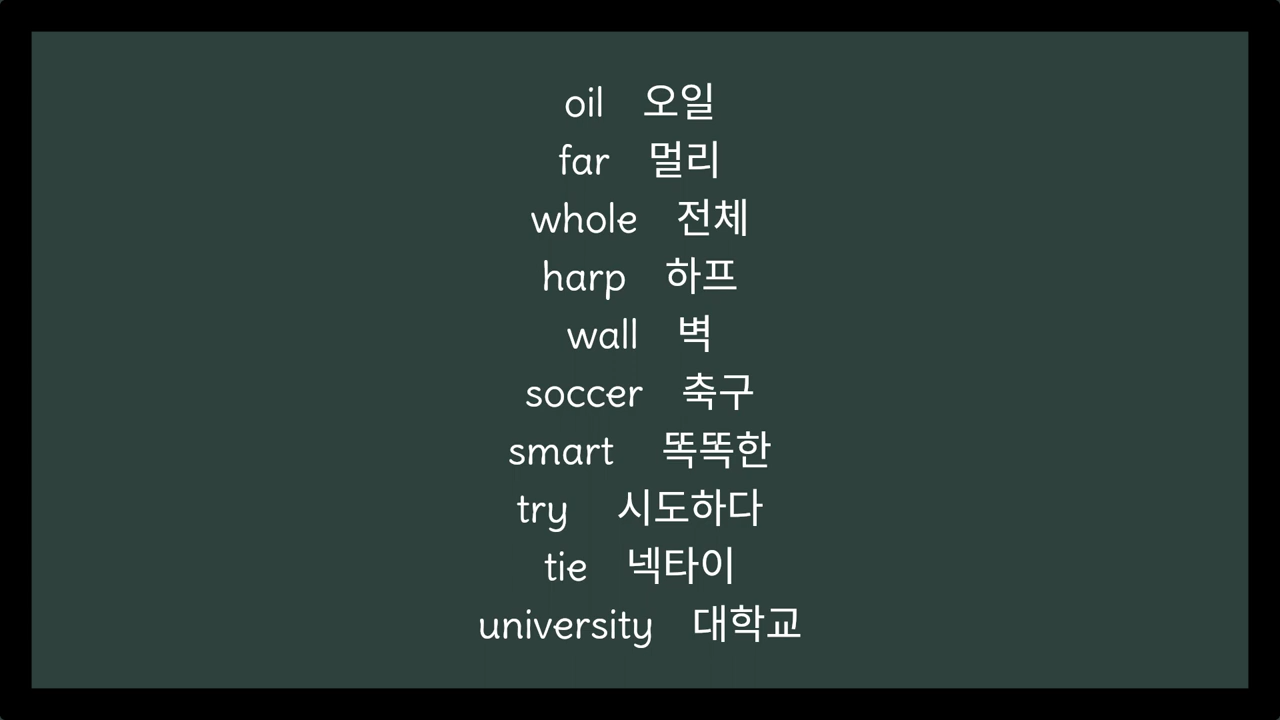 oil 오일
far 멀리
whole 전체
harp 하프
wall 벽
soccer 축구
smart 똑똑한
try 시도하다
tie 넥타이
university 대학교